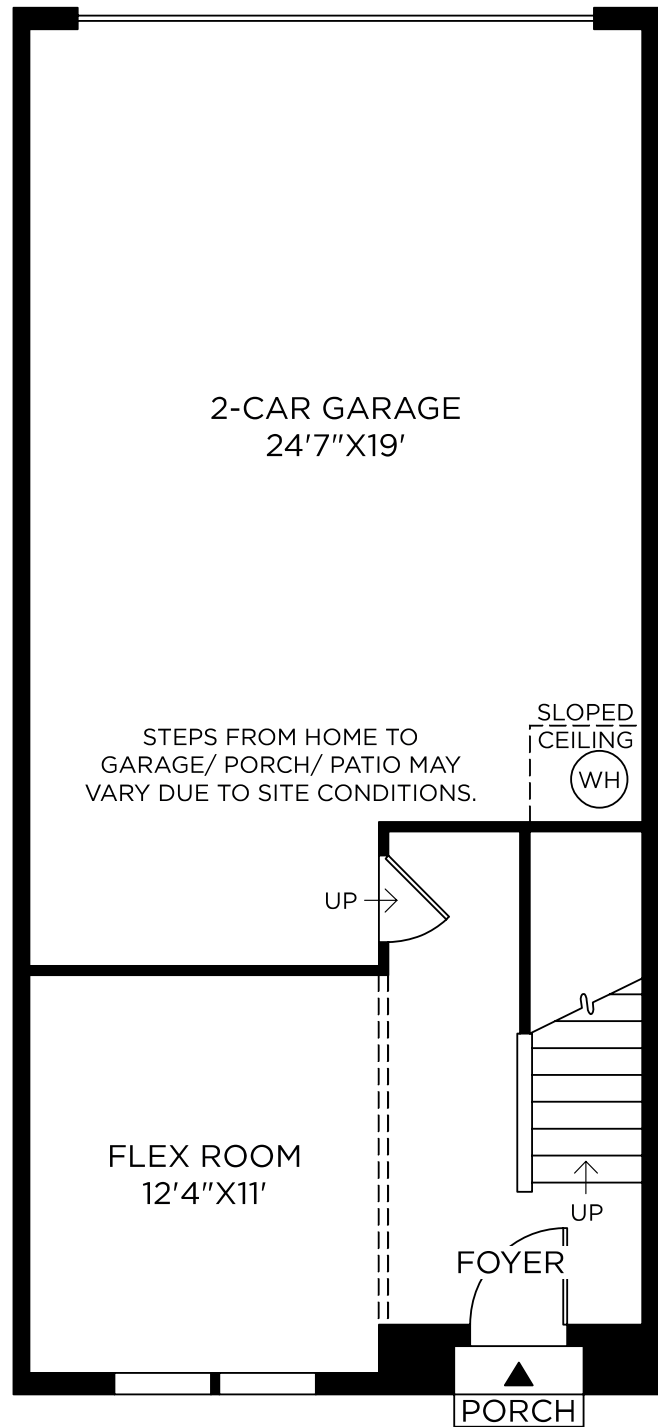 2-CAR GARAGE
24'7"X19'
SLOPED
CEILING
WH
STEPS FROM HOME TO
GARAGE/ PORCH/ PATIO MAY
VARY DUE TO SITE CONDITIONS.
UP
FLEX ROOM
12'4"X11'
UP
FOYER
PORCH